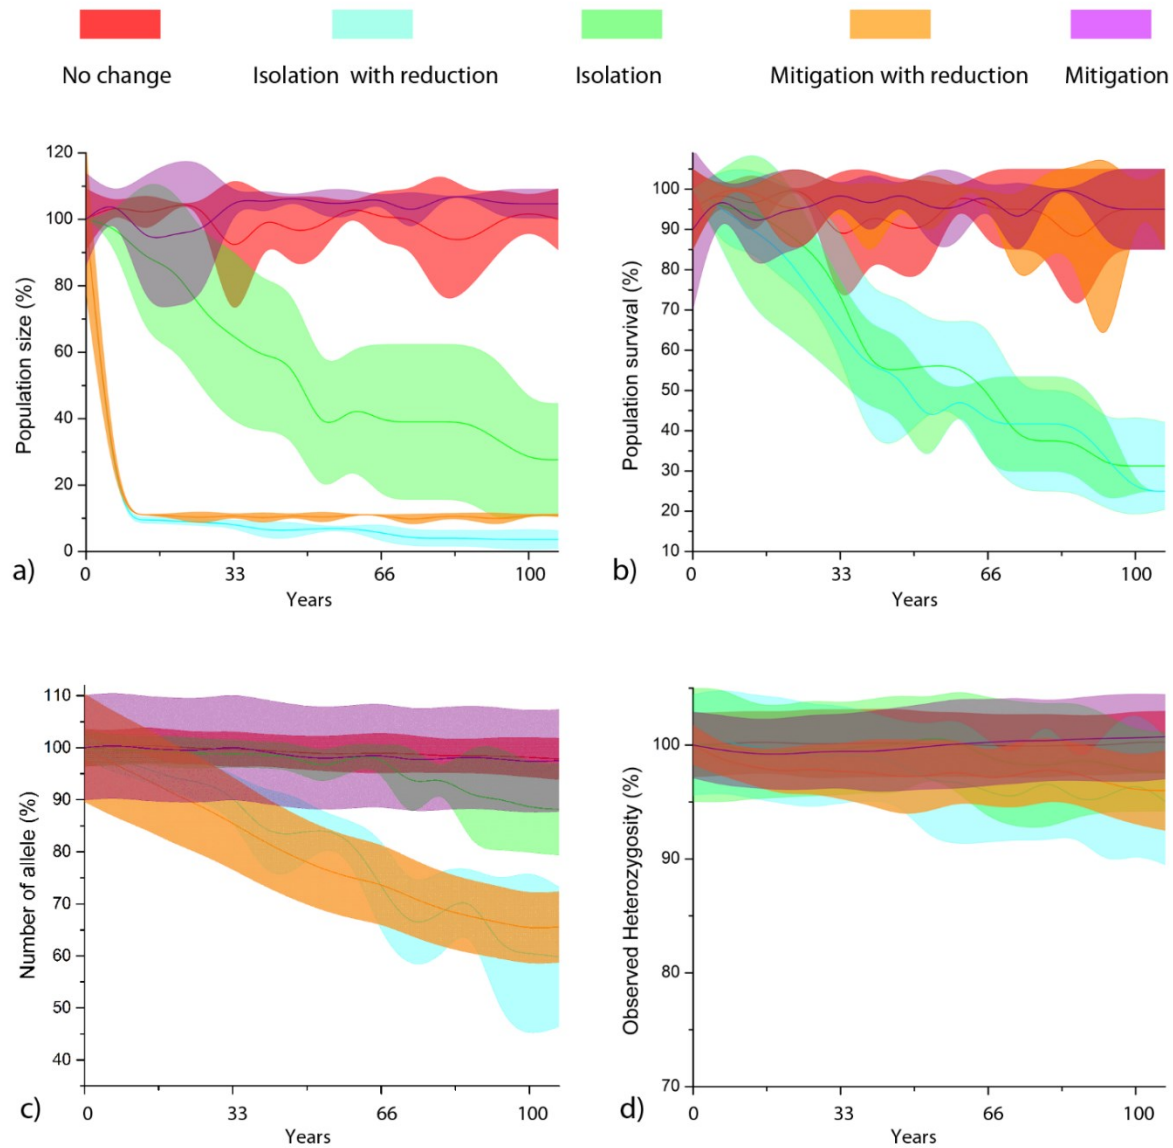 No change
Isolation with reduction
Isolation
Mitigation with reduction
Mitigation
Population size (%)
120
100
80
60
40
20
0
0 33 66 100
Years
a)
Population survival (%)
100
90
80
70
60
50
40
30
20
10
0 33 66 100
Years
b)
Number of allele (%)
110
100
90
80
70
60
50
40
0 33 66 100
Years
c)
Observed Heterozygosity (%)
100
90
80
70
0 33 66 100
Years
d)